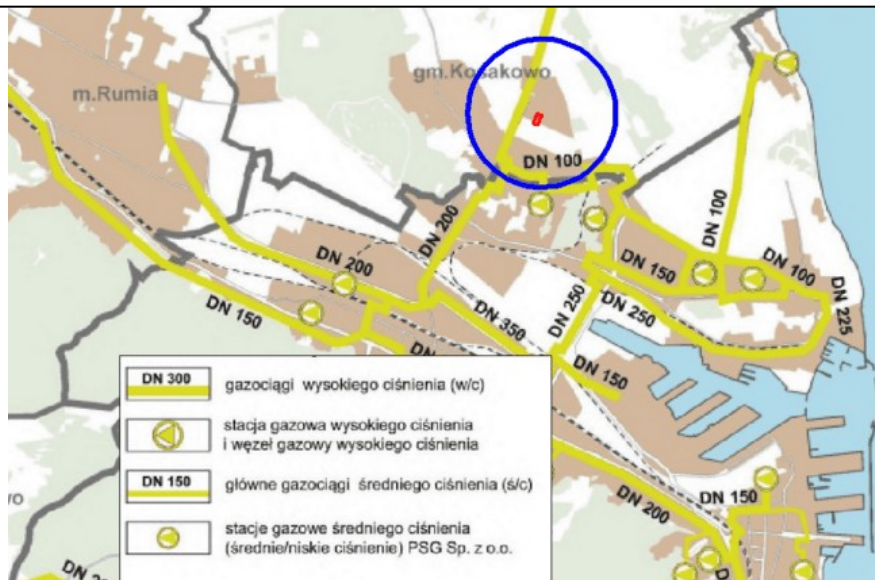 gm.Kosakowo
m.Rumia
DN 100
DN 200
DN 100
DN 200
DN 150
DN 100
DN 250
DN 250
DN 225
DN 150
DN 350
DN 150
DN 300
gazociągi wysokiego ciśnienia (w/c)
stacja gazowa wysokiego ciśnienia
i węzeł gazowy wysokiego ciśnienia
DN 150
główne gazociągi średniego ciśnienia (ś/c)
stacje gazowe średniego ciśnienia
(średnie/niskie ciśnienie) PSG Sp. z o.o.
DN 150
DN 200